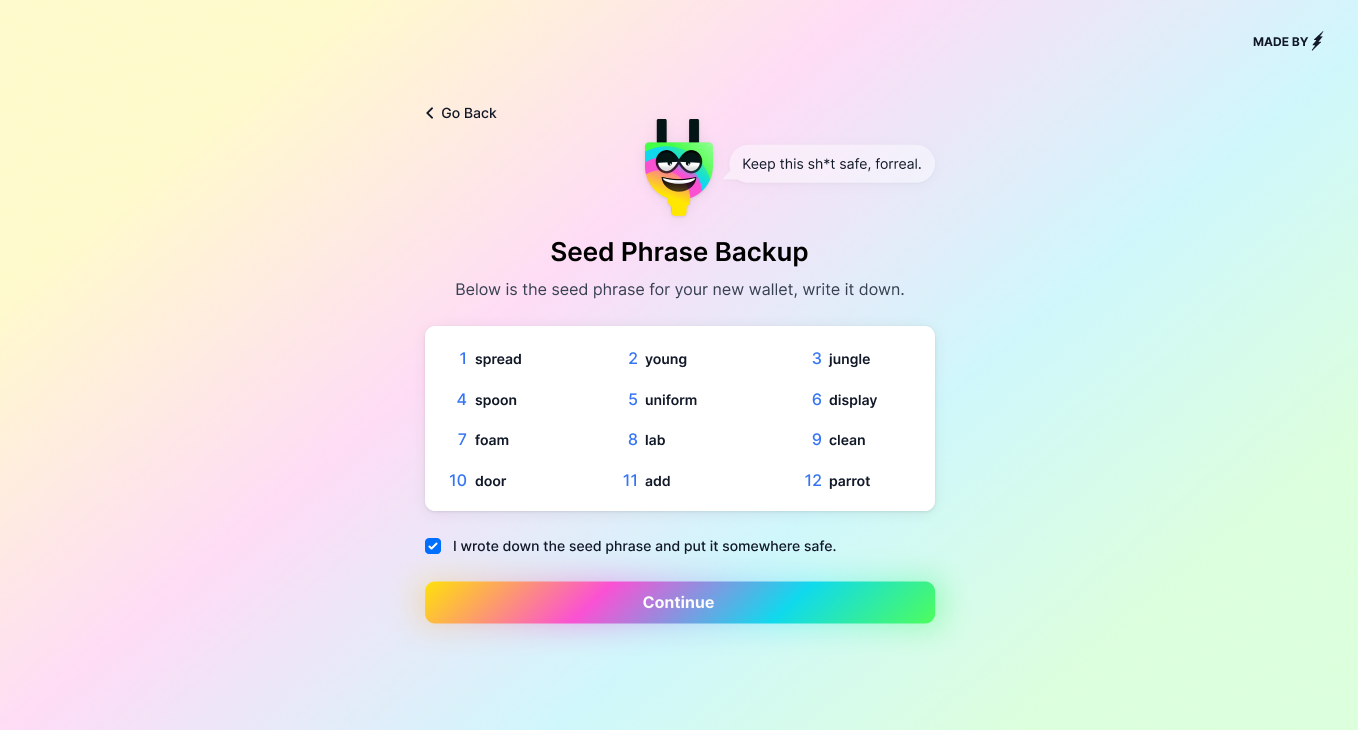 MADE BY
Go Back
Keep this sh*t safe, forreal.
Seed Phrase Backup
Below is the seed phrase for your new wallet, write it down.
1 spread 2 young 3 jungle
4 spoon 5 uniform 6 display
7 foam 8 lab 9 clean
10 door 11 add 12 parrot
I wrote down the seed phrase and put it somewhere safe.
Continue